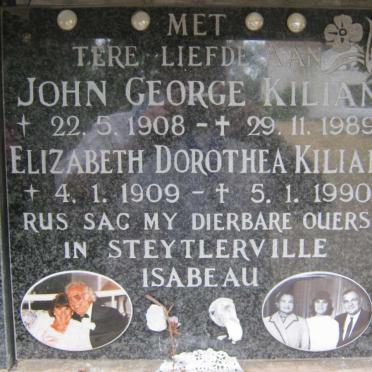 MET
TERE LIEFDE VAN
JOHN GEORGE KILIAN
+ 22.5.1908 - † 29.11.1989
ELIZABETH DOROTHEA KILIAN
+ 4.1.1909 - † 5.1.1990
RUS SAG MY DIERBARE OUERS
IN STEYTLERVILLE
ISABEAU